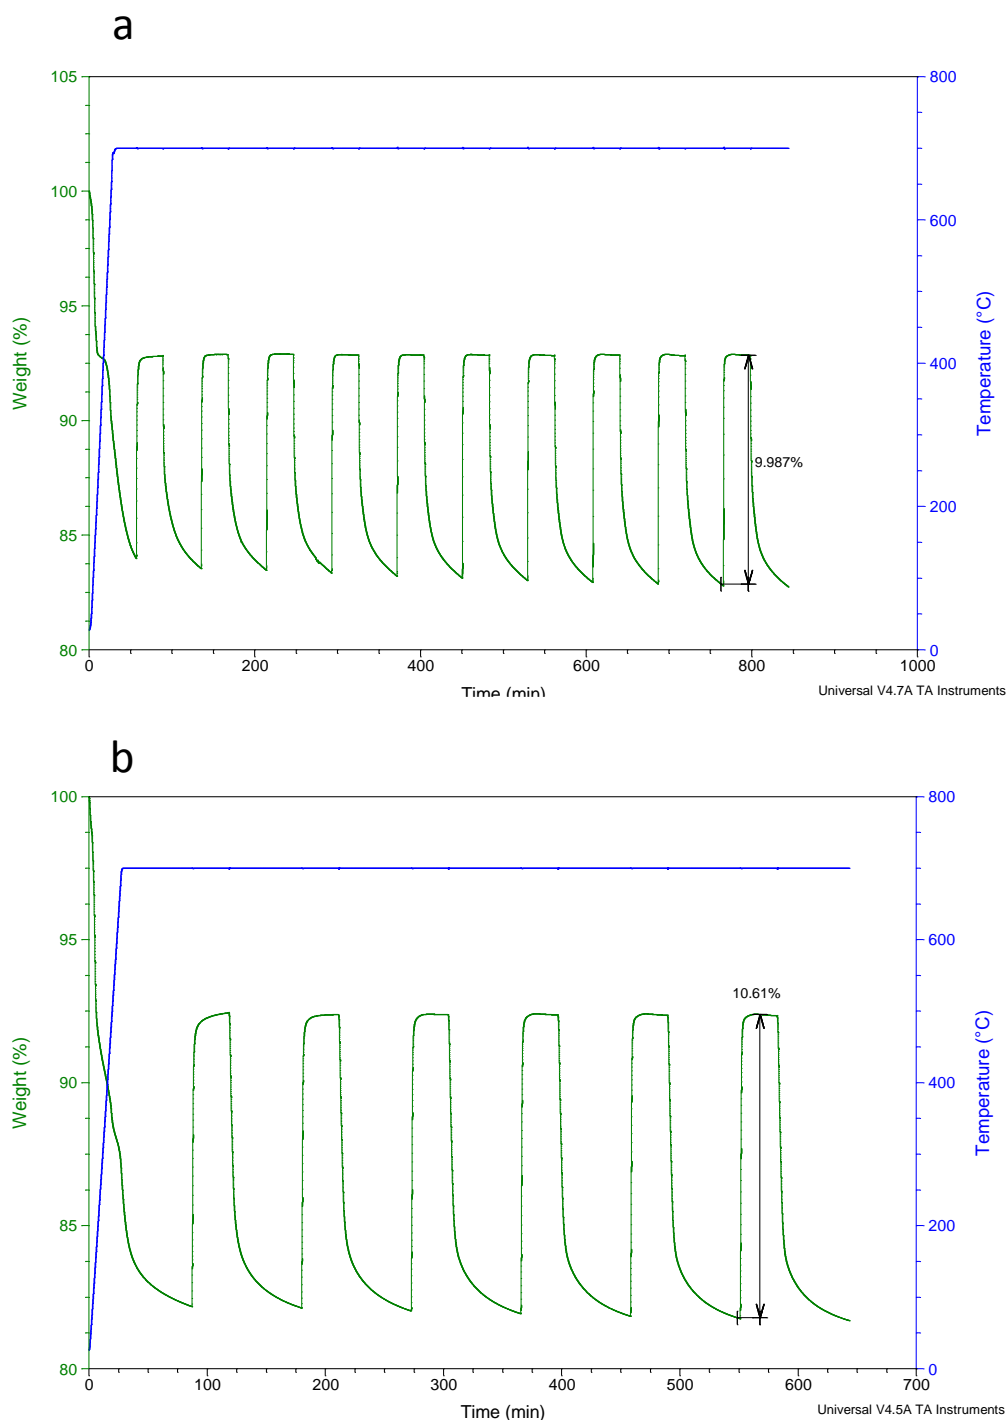 a
105
100
95
90
85
80
Weight (%)
800
600
400
200
0
Temperature (°C)
9.987%
0 200 400 600 800 1000
Time (min)
Universal V4.7A TA Instruments
b
100
95
90
85
80
Weight (%)
800
600
400
200
0
Temperature (°C)
10.61%
0 100 200 300 400 500 600 700
Time (min)
Universal V4.5A TA Instruments